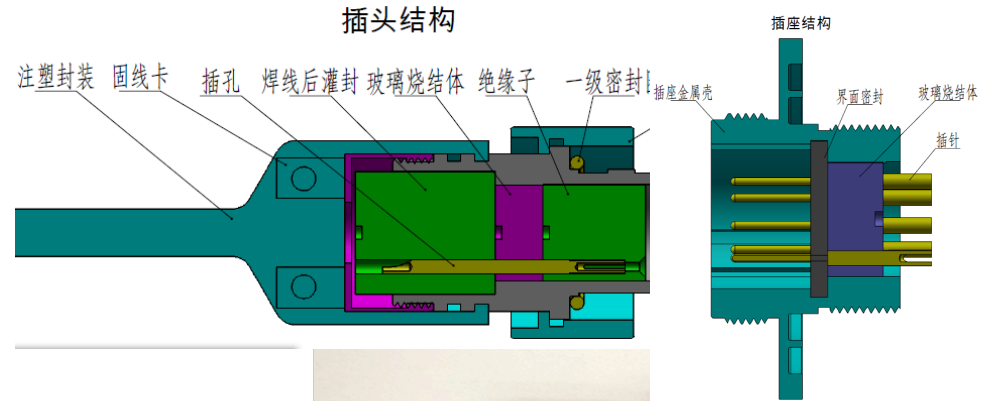 插头结构
注塑封装 固线卡 插孔 焊线后灌封 玻璃烧结体 绝缘子 一级密封
插座结构
插座金属壳 界面密封 玻璃烧结体
插针